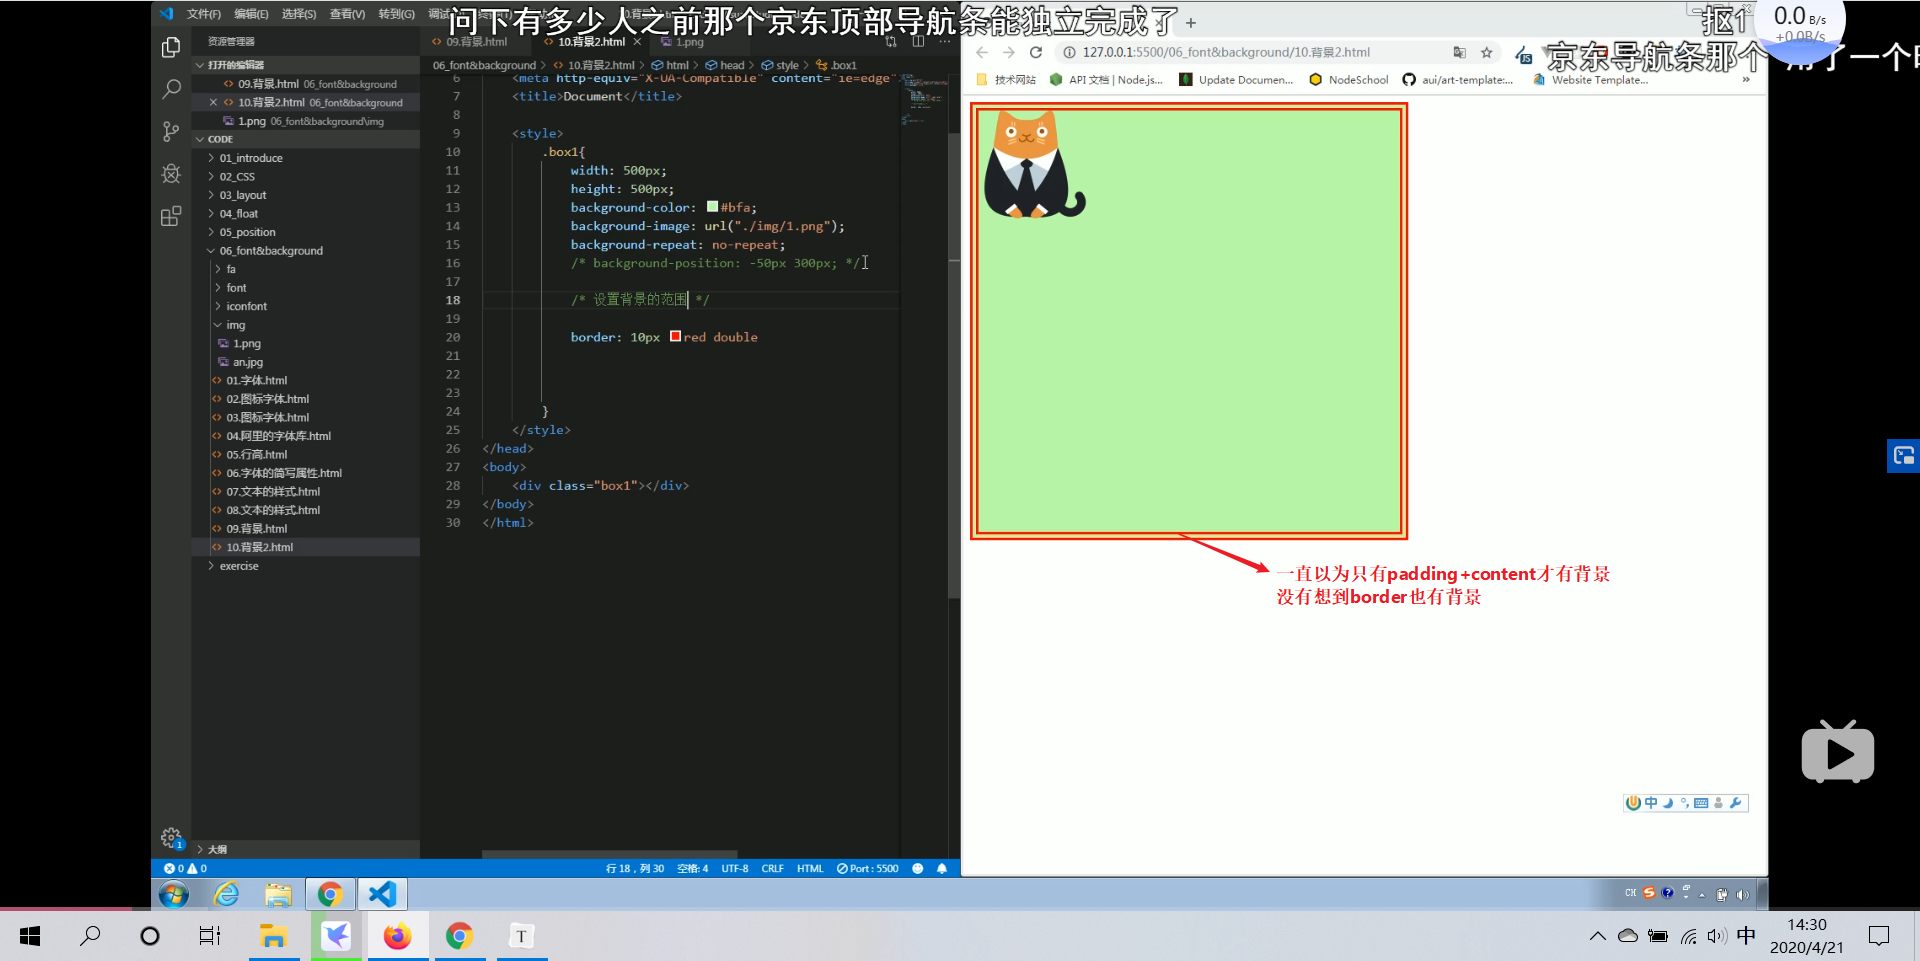 问下有多少人之前那个京东顶部导航条能独立完成了
京东导航条那个
用了一个
文件(F) 编辑(E) 选择(S) 查看(V) 转到(G) 调试
0.0 B/s
+0.0B/s
资源管理器
打开的编辑器
09.背景.html 06_font&background
10.背景2.html 06_font&background
1.png 06_font&background\img
CODE
01_introduce
02_CSS
03_layout
04_float
05_position
06_font&background
fa
font
iconfont
img
1.png
an.jpg
01.字体.html
02.图标字体.html
03.图标字体.html
04.阿里的字体库.html
05.行高.html
06.字体的简写属性.html
07.文本的样式.html
08.文本的样式.html
09.背景.html
10.背景2.html
exercise
大纲
09.背景.html 10.背景2.html 1.png
06_font&background > 10.背景2.html > html > head > style > .box1
6 <meta http-equiv="X-UA-Compatible" content="ie=edge"
7 <title>Document</title>
8
9 <style>
10 .box1{
11 width: 500px;
12 height: 500px;
13 background-color: #bfa;
14 background-image: url("./img/1.png");
15 background-repeat: no-repeat;
16 /* background-position: -50px 300px; */
17
18 /* 设置背景的范围 */
19
20 border: 10px red double
21
22
23
24 }
25 </style>
26 </head>
27 <body>
28 <div class="box1"></div>
29 </body>
30 </html>
0 0 行 18，列 30 空格: 4 UTF-8 CRLF HTML Port : 5500
127.0.0.1:5500/06_font&background/10.背景2.html
技术网站 API 文档 | Node.js... Update Documen... NodeSchool aui/art-template:... Website Template...
一直以为只有padding+content才有背景
没有想到border也有背景
中
CH
中
14:30
2020/4/21